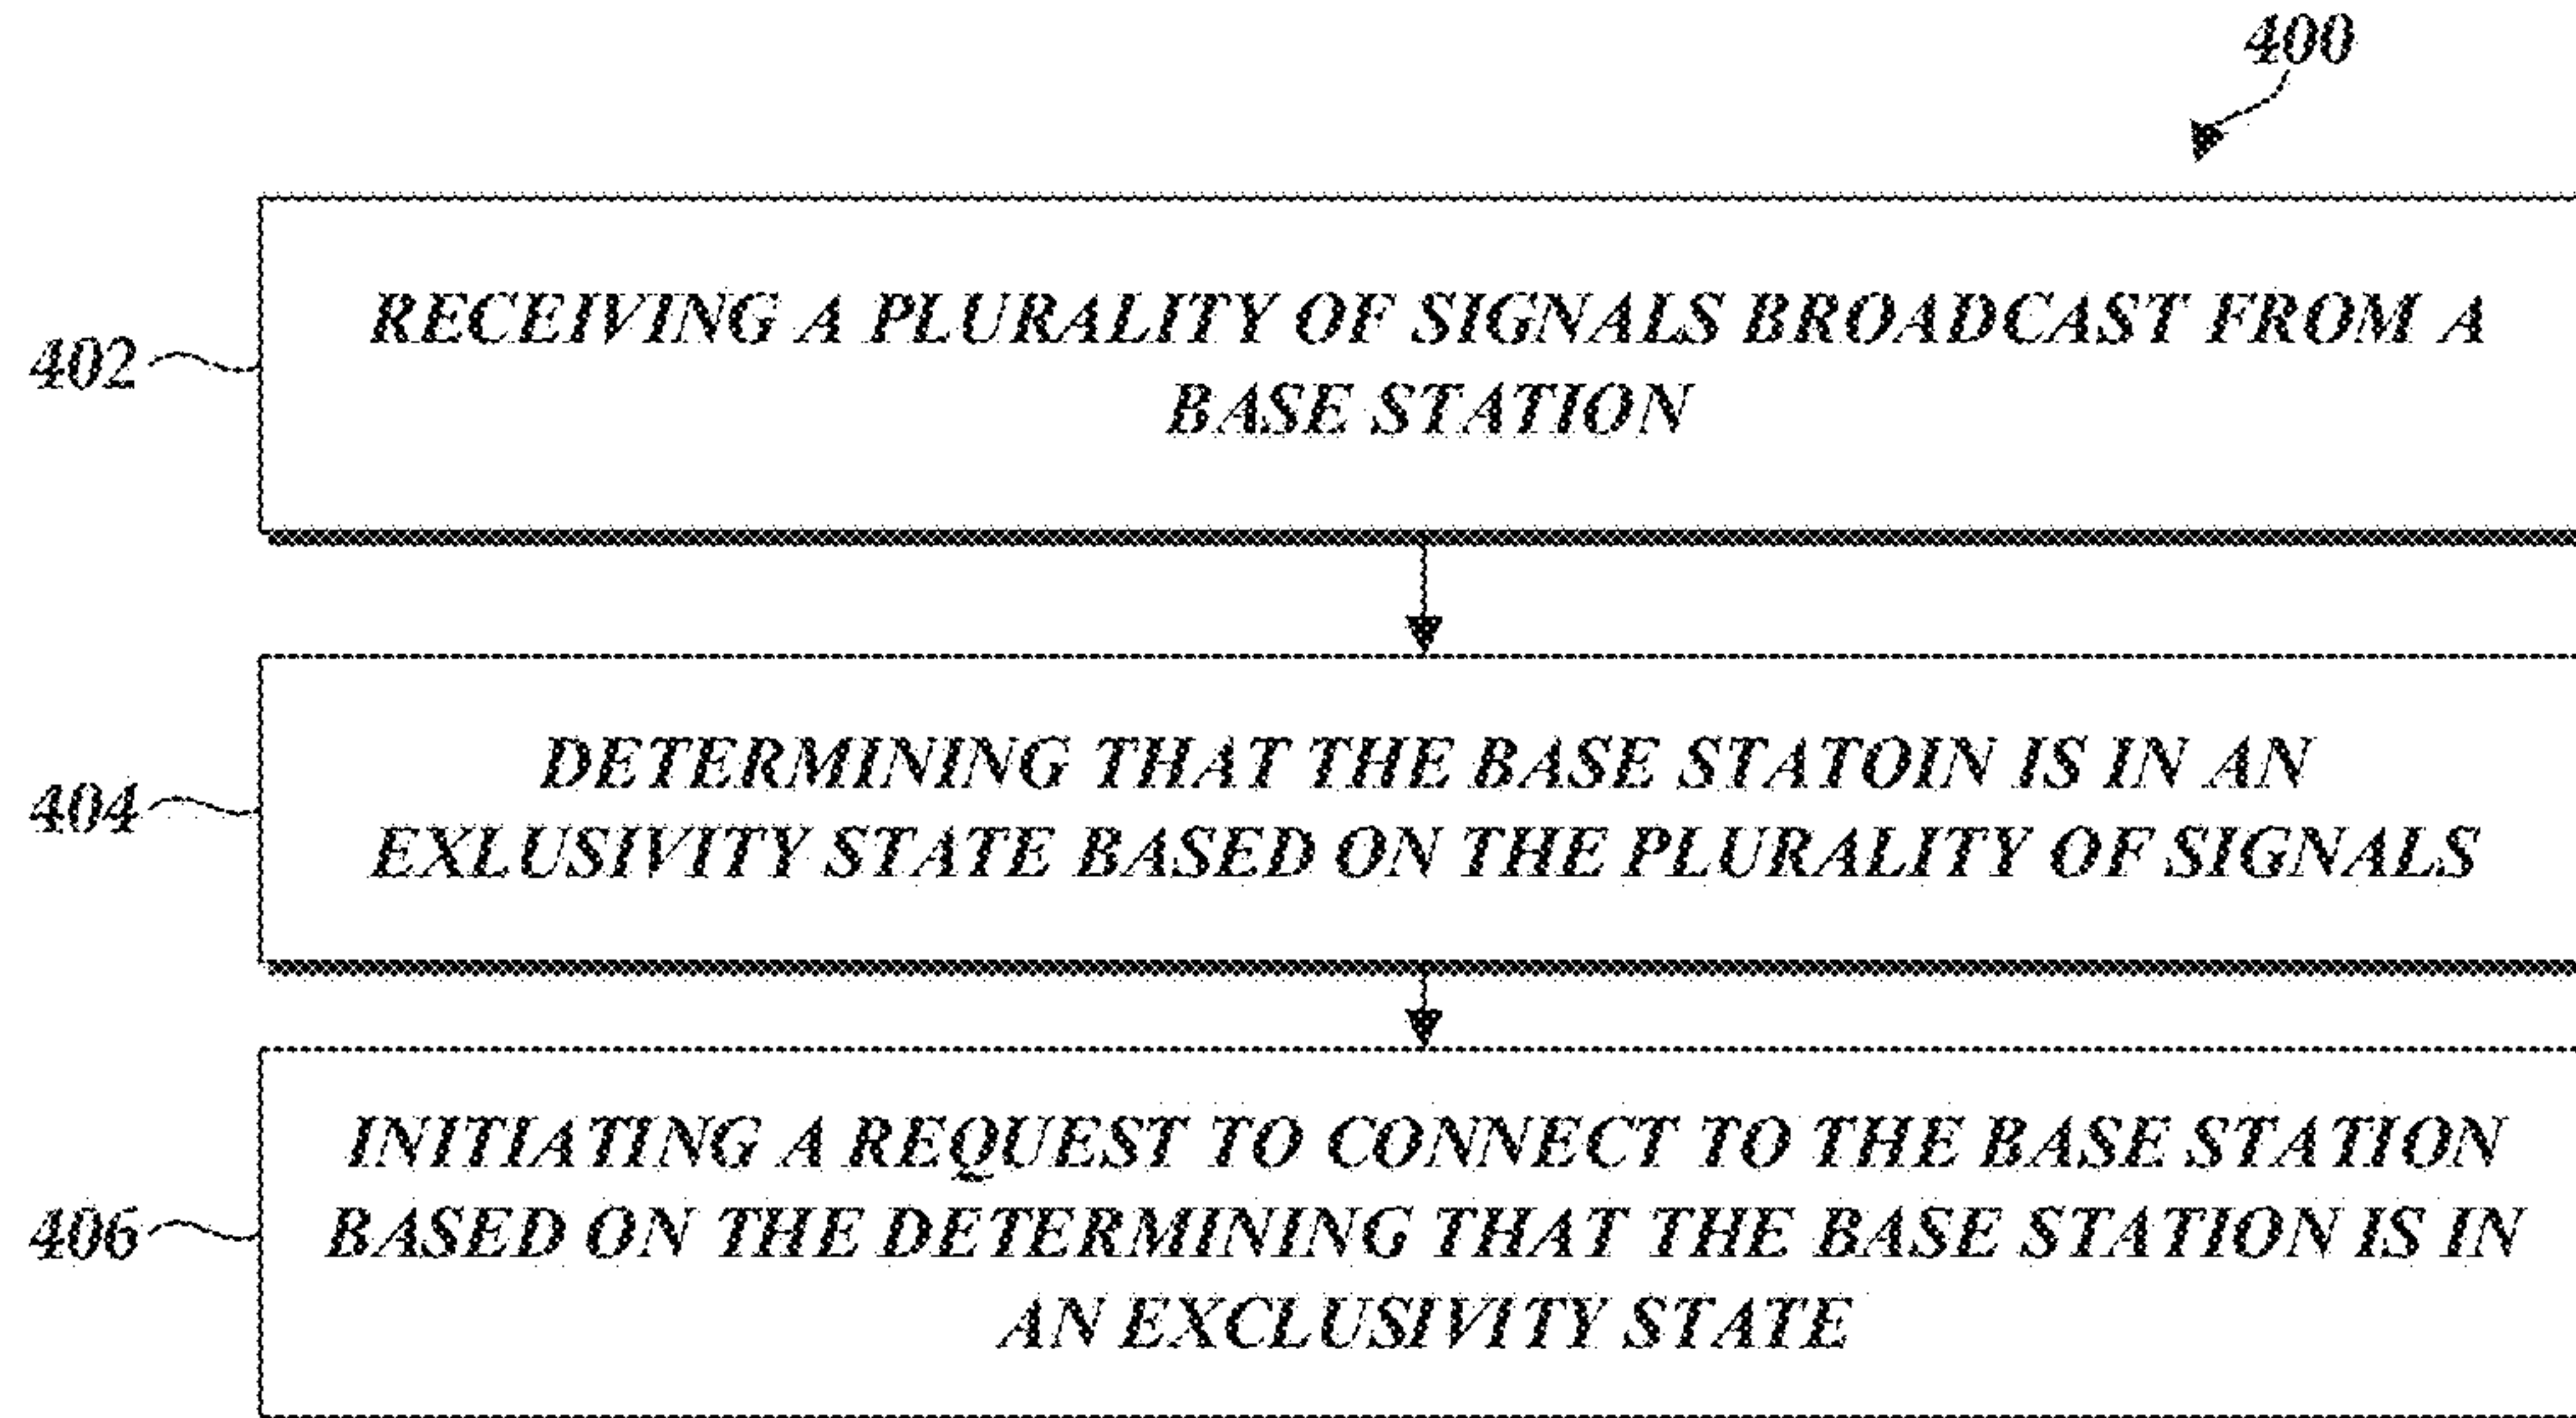 400
402
RECEIVING A PLURALITY OF SIGNALS BROADCAST FROM A
BASE STATION
404
DETERMINING THAT THE BASE STATOIN IS IN AN
EXLUSIVITY STATE BASED ON THE PLURALITY OF SIGNALS
406
INITIATING A REQUEST TO CONNECT TO THE BASE STATION
BASED ON THE DETERMINING THAT THE BASE STATION IS IN
AN EXCLUSIVITY STATE